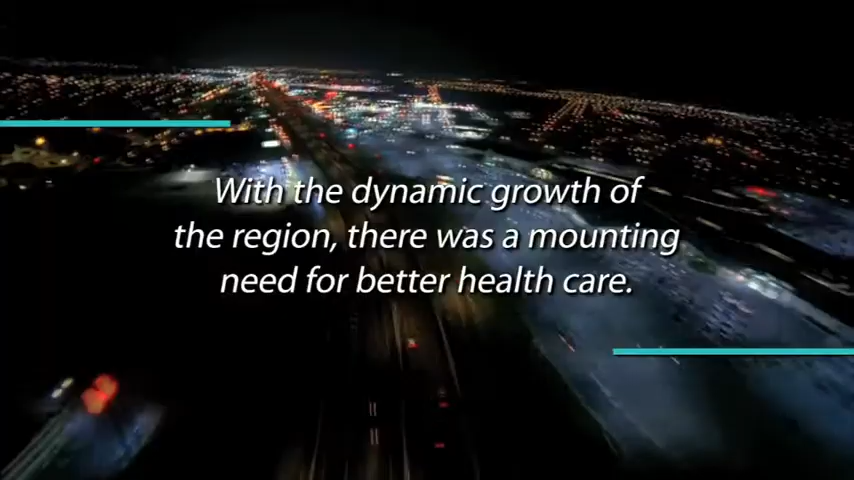 With the dynamic growth of
the region, there was a mounting
need for better health care.